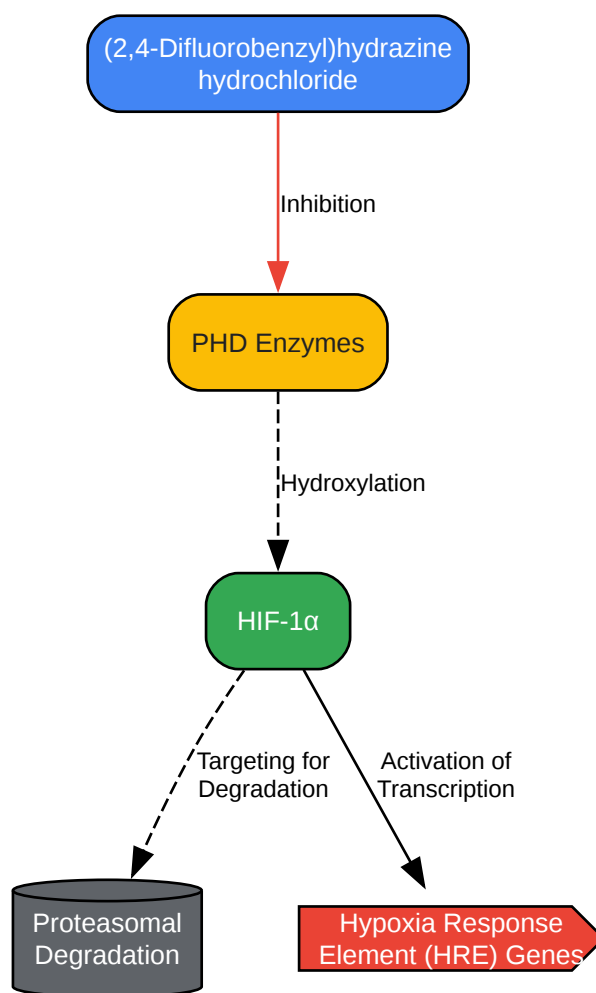 (2,4-Difluorobenzyl)hydrazine
hydrochloride
Inhibition
PHD Enzymes
Hydroxylation
HIF-1α
Targeting for
Degradation
Activation of
Transcription
Proteasomal
Degradation
Hypoxia Response
Element (HRE) Genes